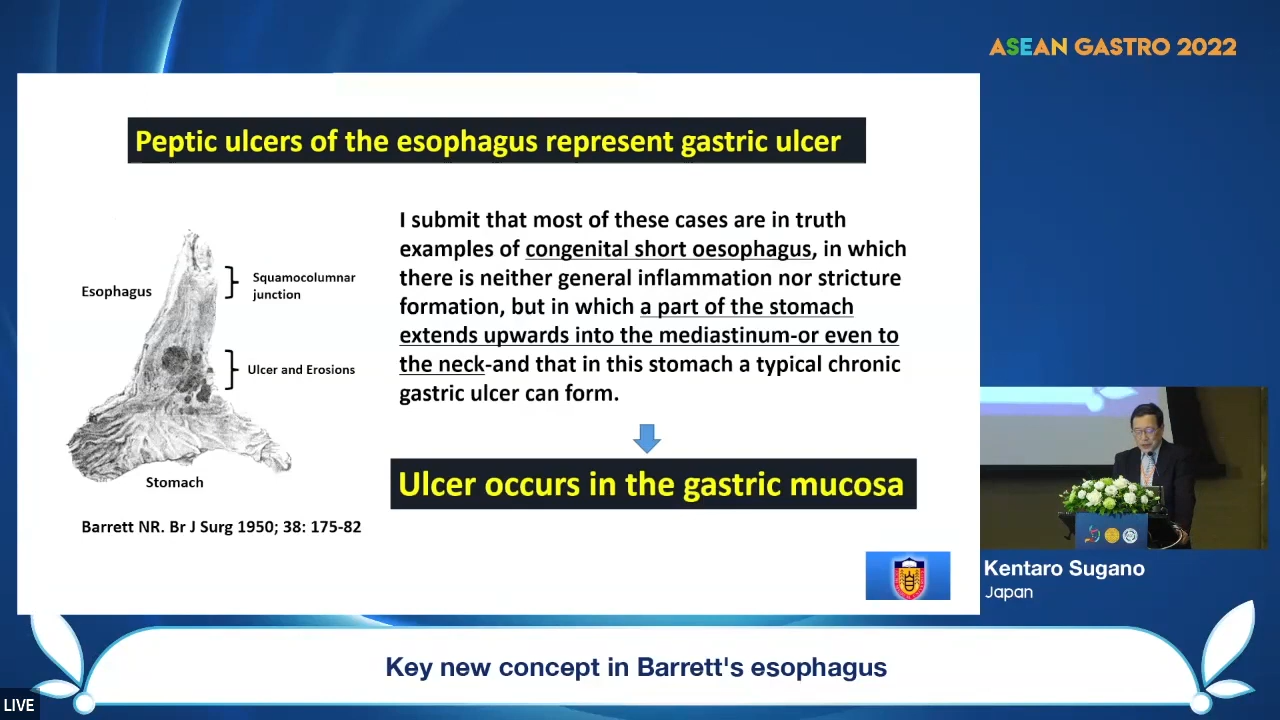 ASEAN GASTRO 2022
Peptic ulcers of the esophagus represent gastric ulcer
Esophagus
Squamocolumnar
junction
Ulcer and Erosions
Stomach
Barrett NR. Br J Surg 1950; 38: 175-82
I submit that most of these cases are in truth
examples of congenital short oesophagus, in which
there is neither general inflammation nor stricture
formation, but in which a part of the stomach
extends upwards into the mediastinum-or even to
the neck-and that in this stomach a typical chronic
gastric ulcer can form.
Ulcer occurs in the gastric mucosa
Kentaro Sugano
Japan
Key new concept in Barrett's esophagus
LIVE